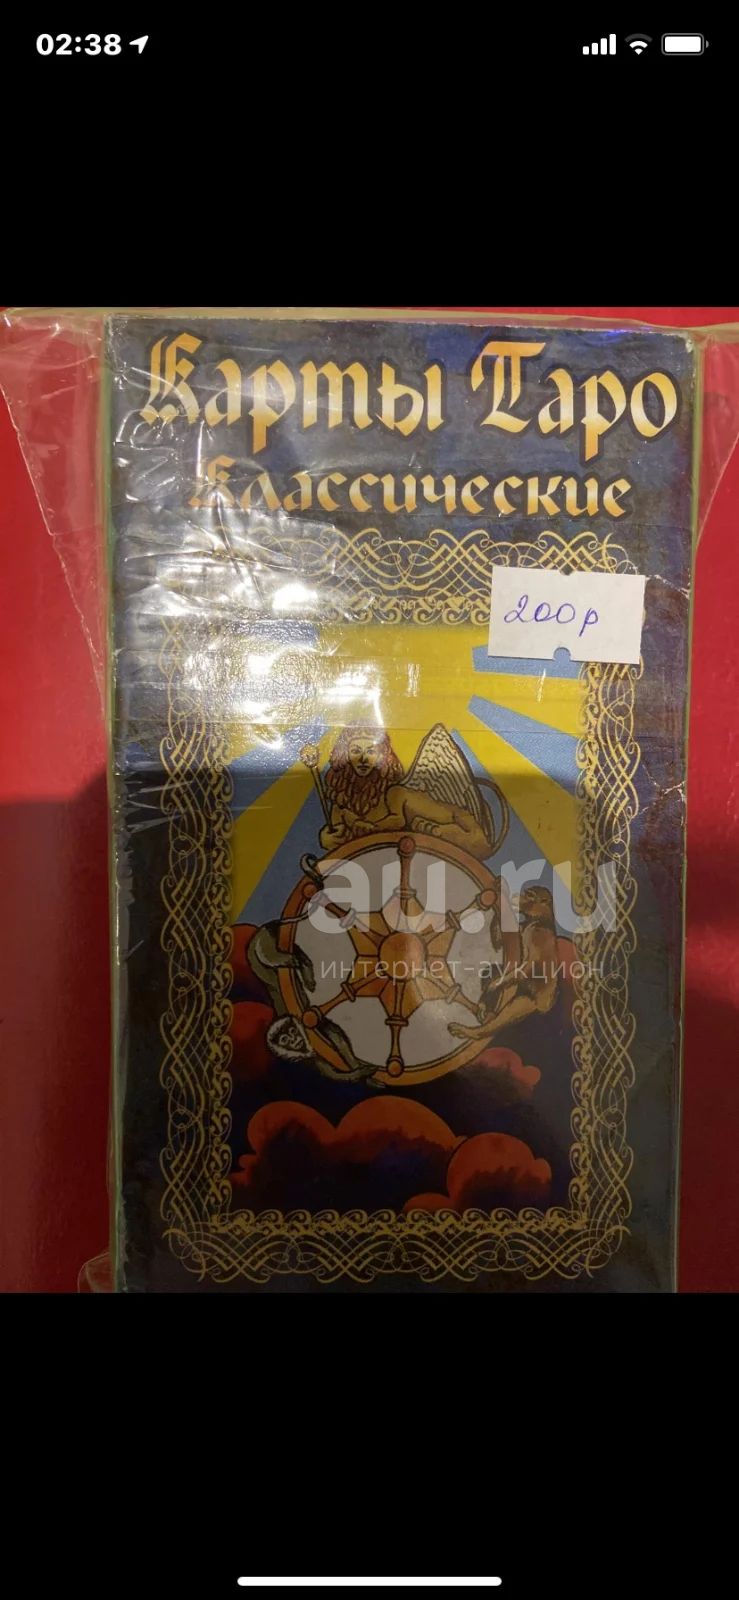 02:38
Карты Таро
Классические
200р
au.ru
интернет-аукцион